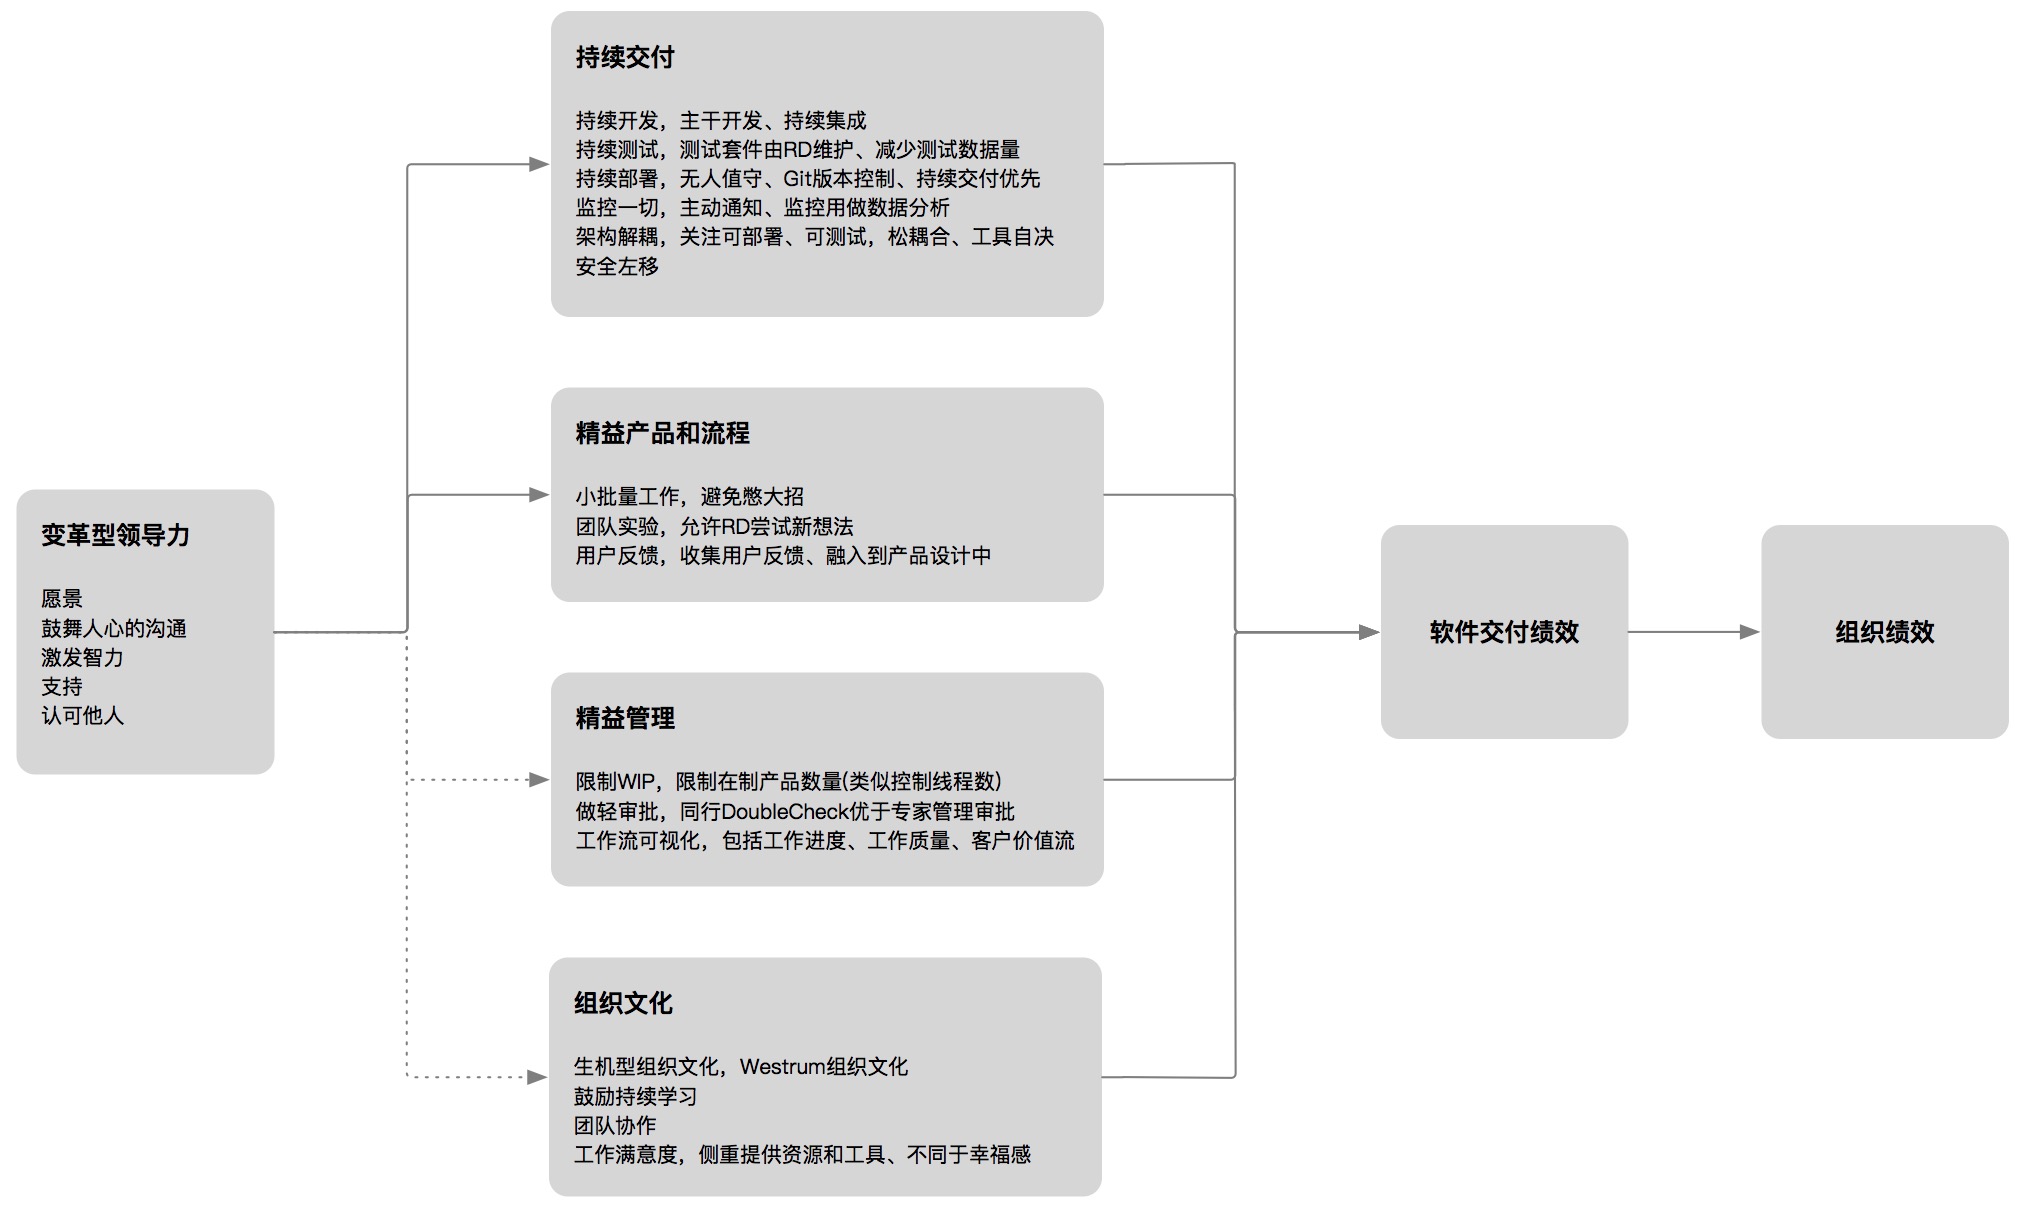 变革型领导力
愿景
鼓舞人心的沟通
激发智力
支持
认可他人
持续交付
持续开发，主干开发、持续集成
持续测试，测试套件由RD维护、减少测试数据量
持续部署，无人值守、Git版本控制、持续交付优先
监控一切，主动通知、监控用做数据分析
架构解耦，关注可部署、可测试，松耦合、工具自决
安全左移
精益产品和流程
小批量工作，避免憋大招
团队实验，允许RD尝试新想法
用户反馈，收集用户反馈、融入到产品设计中
精益管理
限制WIP，限制在制产品数量(类似控制线程数)
做轻审批，同行DoubleCheck优于专家管理审批
工作流可视化，包括工作进度、工作质量、客户价值流
组织文化
生机型组织文化，Westrum组织文化
鼓励持续学习
团队协作
工作满意度，侧重提供资源和工具、不同于幸福感
软件交付绩效
组织绩效